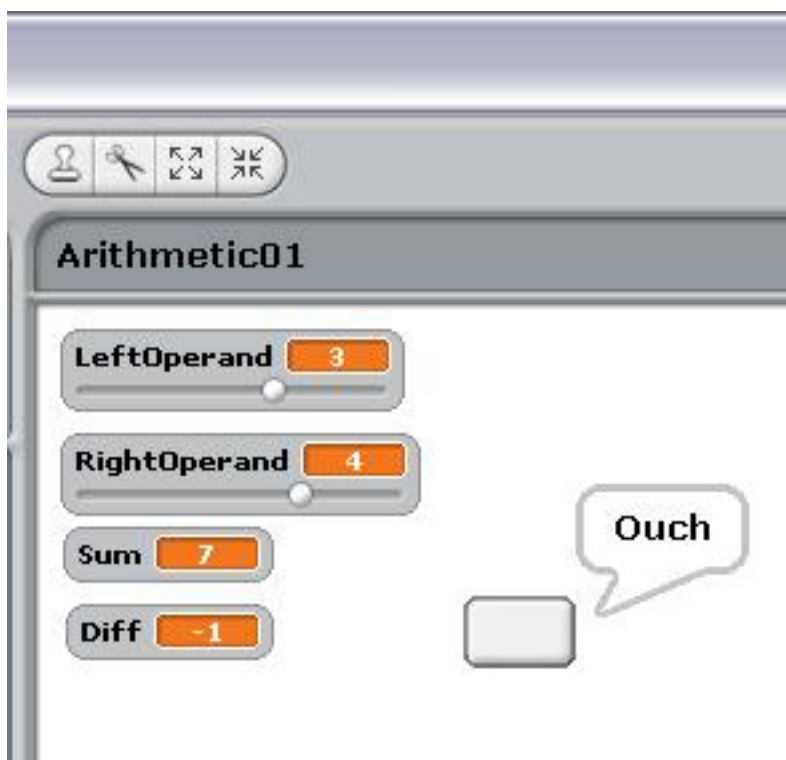 Arithmetic01
LeftOperand 3
RightOperand 4
Sum 7
Diff -1
Ouch